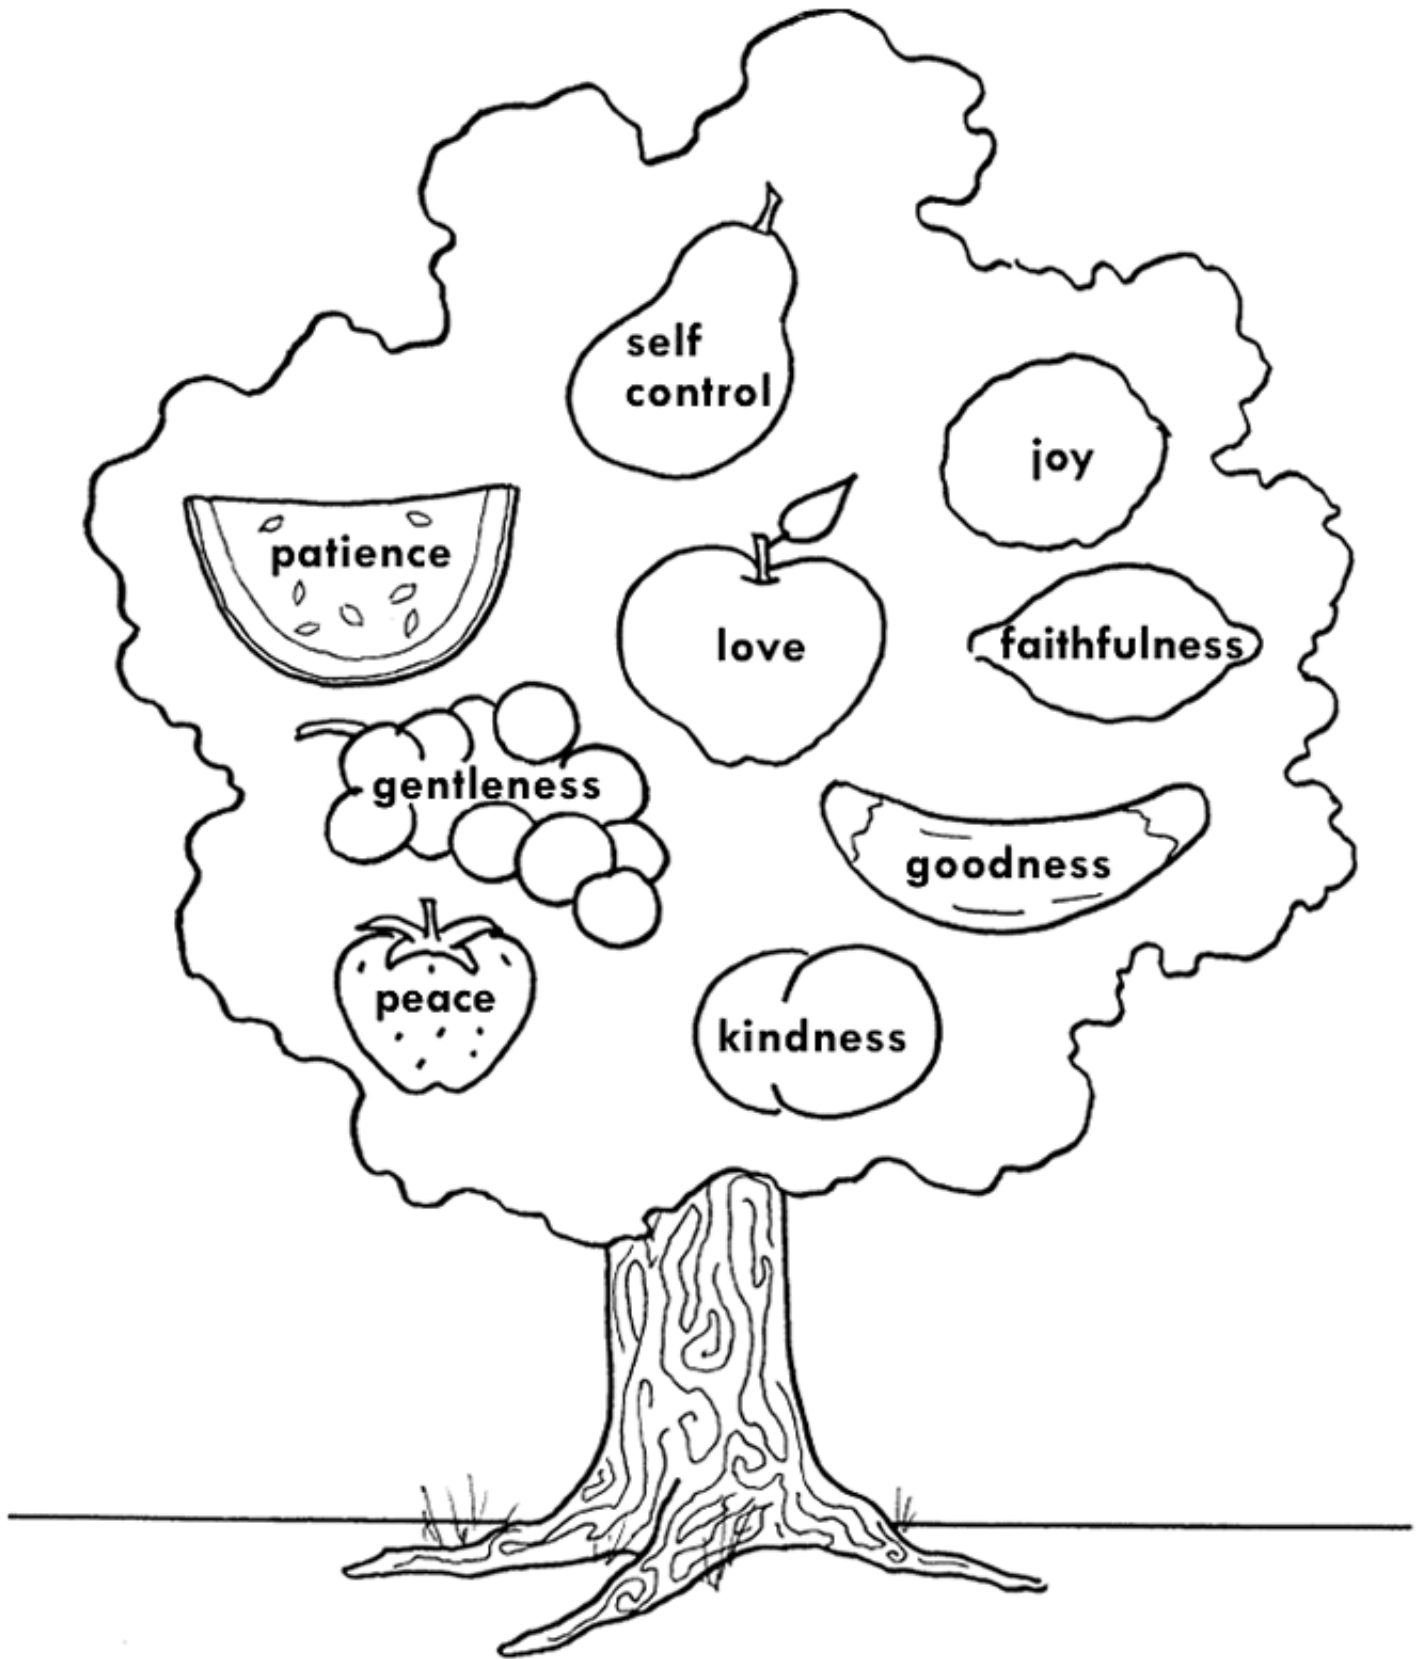 self
control
joy
patience
love
faithfulness
gentleness
goodness
peace
kindness